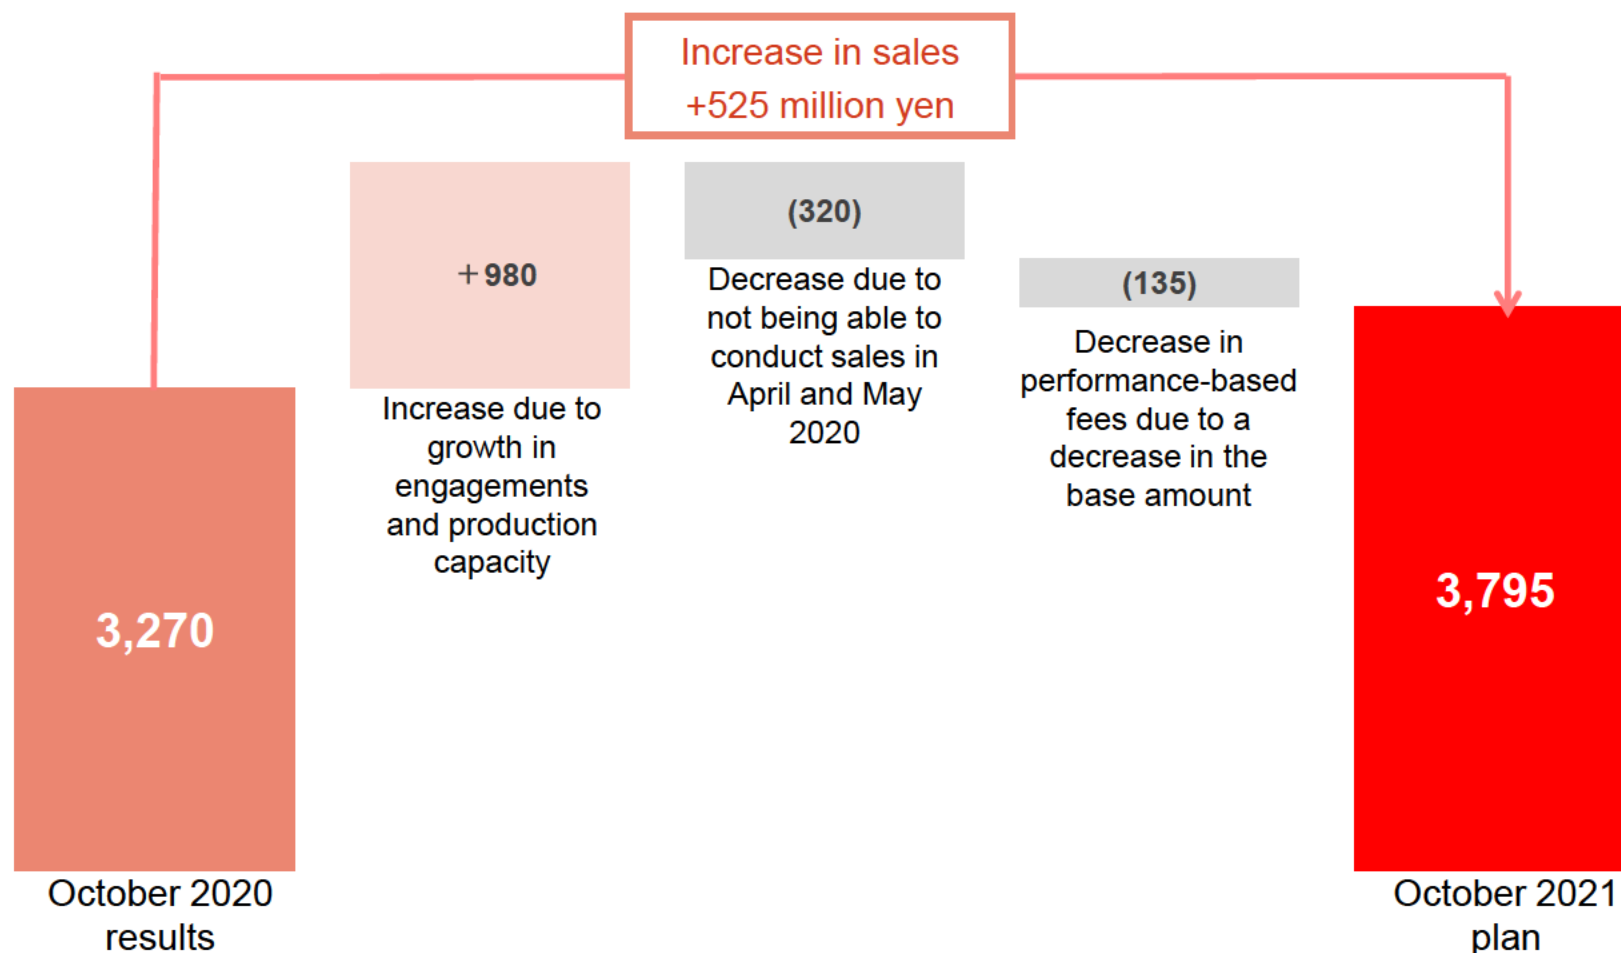 Increase in sales
+525 million yen
+980
Increase due to
growth in
engagements
and production
capacity
(320)
Decrease due to
not being able to
conduct sales in
April and May
2020
(135)
Decrease in
performance-based
fees due to a
decrease in the
base amount
3,270
October 2020
results
3,795
October 2021
plan